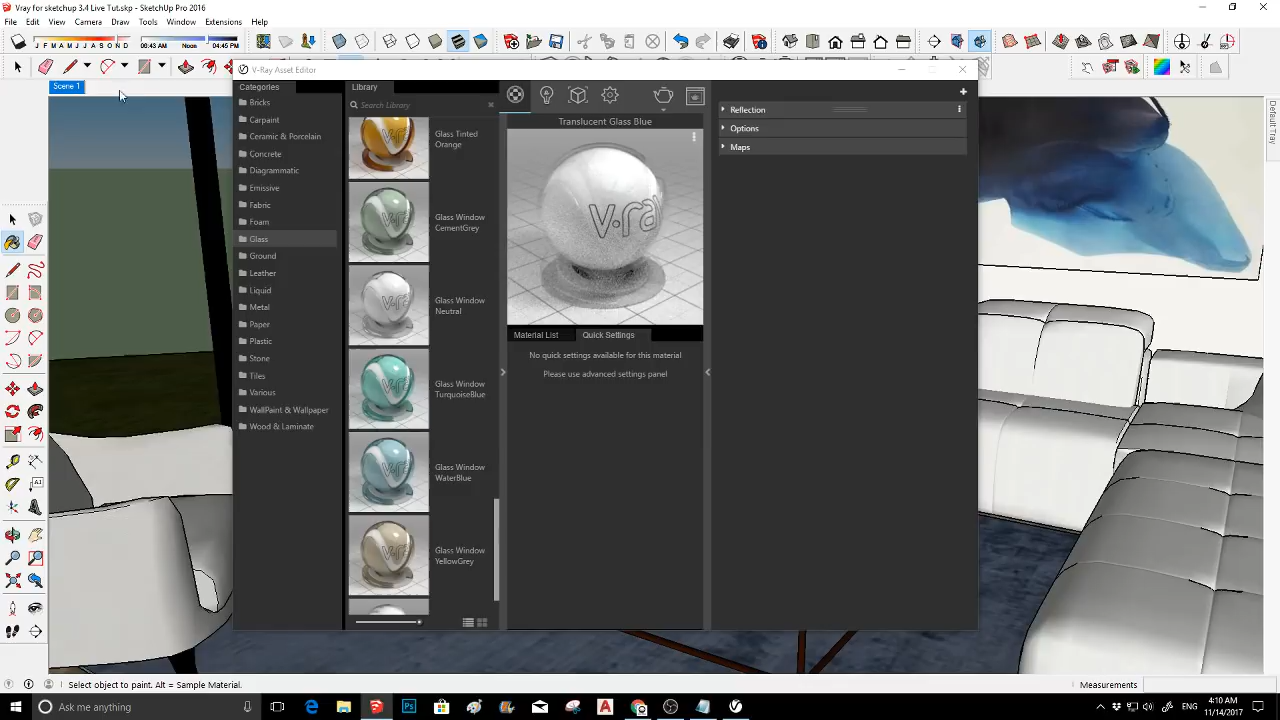 Vray for sketchup 3.4 Live Tut.skp - SketchUp Pro 2016
File Edit View Camera Draw Tools Window Extensions Help
J F M A M J J A S O N D 00:43 AM Noon 04:45 PM
Scene 1
V-Ray Asset Editor
Categories Library
Search Library
Bricks
Carpaint
Ceramic & Porcelain
Concrete
Diagrammatic
Emissive
Fabric
Foam
Glass
Ground
Leather
Liquid
Metal
Paper
Plastic
Stone
Tiles
Various
WallPaint & Wallpaper
Wood & Laminate
Glass Tinted
Orange
Glass Window
CementGrey
Glass Window
Neutral
Glass Window
TurquoiseBlue
Glass Window
WaterBlue
Glass Window
YellowGrey
Translucent Glass Blue
v·ray
Material List Quick Settings
No quick settings available for this material
Please use advanced settings panel
Reflection
Options
Maps
Default Tray
Select object to paint. Alt = Sample Material.
Measurements
Ask me anything
4:10 AM
11/14/2017